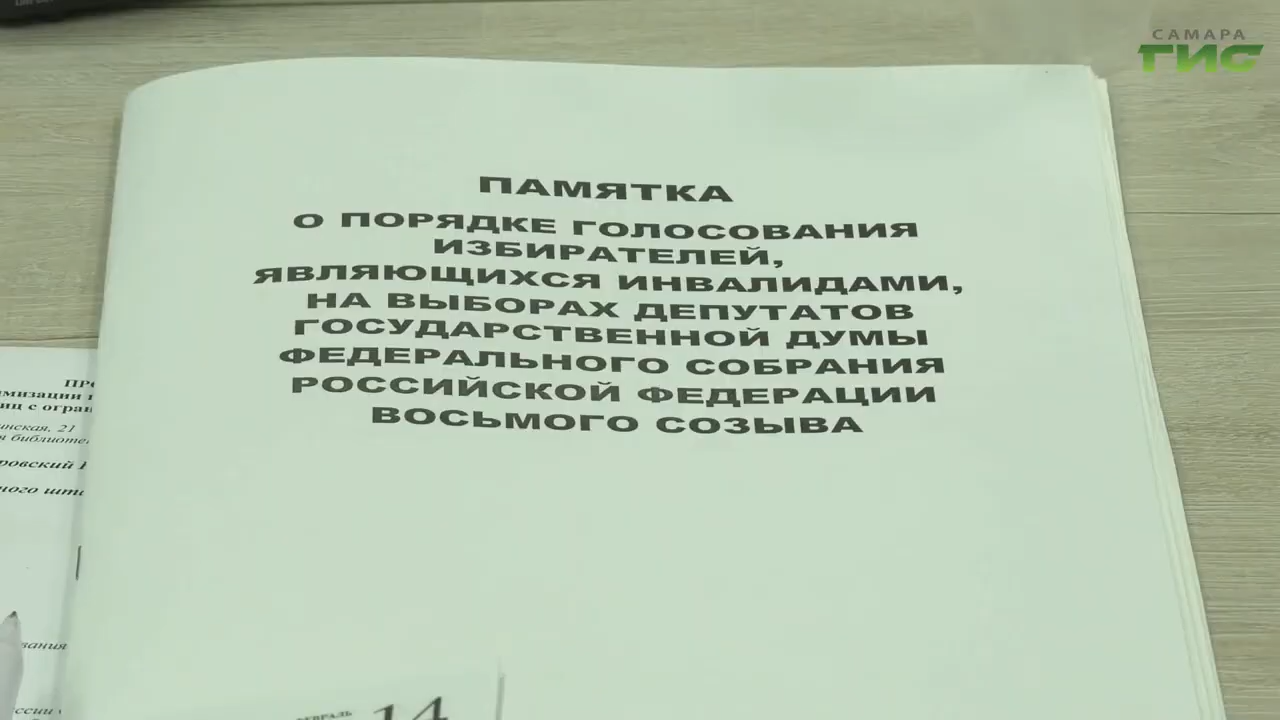 САМАРА
ГИС
ПАМЯТКА
О ПОРЯДКЕ ГОЛОСОВАНИЯ
ИЗБИРАТЕЛЕЙ,
ЯВЛЯЮЩИХСЯ ИНВАЛИДАМИ,
НА ВЫБОРАХ ДЕПУТАТОВ
ГОСУДАРСТВЕННОЙ ДУМЫ
ФЕДЕРАЛЬНОГО СОБРАНИЯ
РОССИЙСКОЙ ФЕДЕРАЦИИ
ВОСЬМОГО СОЗЫВА
21
14